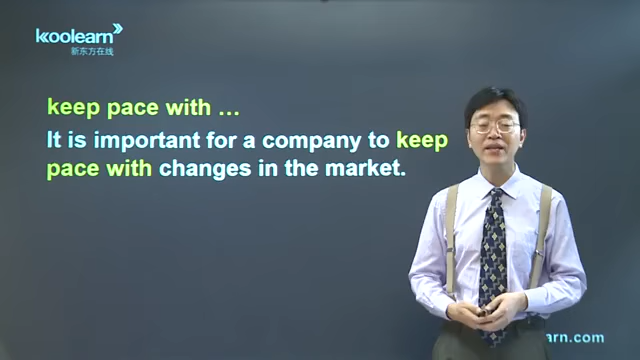 koolearn
新东方在线
keep pace with …
It is important for a company to keep
pace with changes in the market.
arn.com